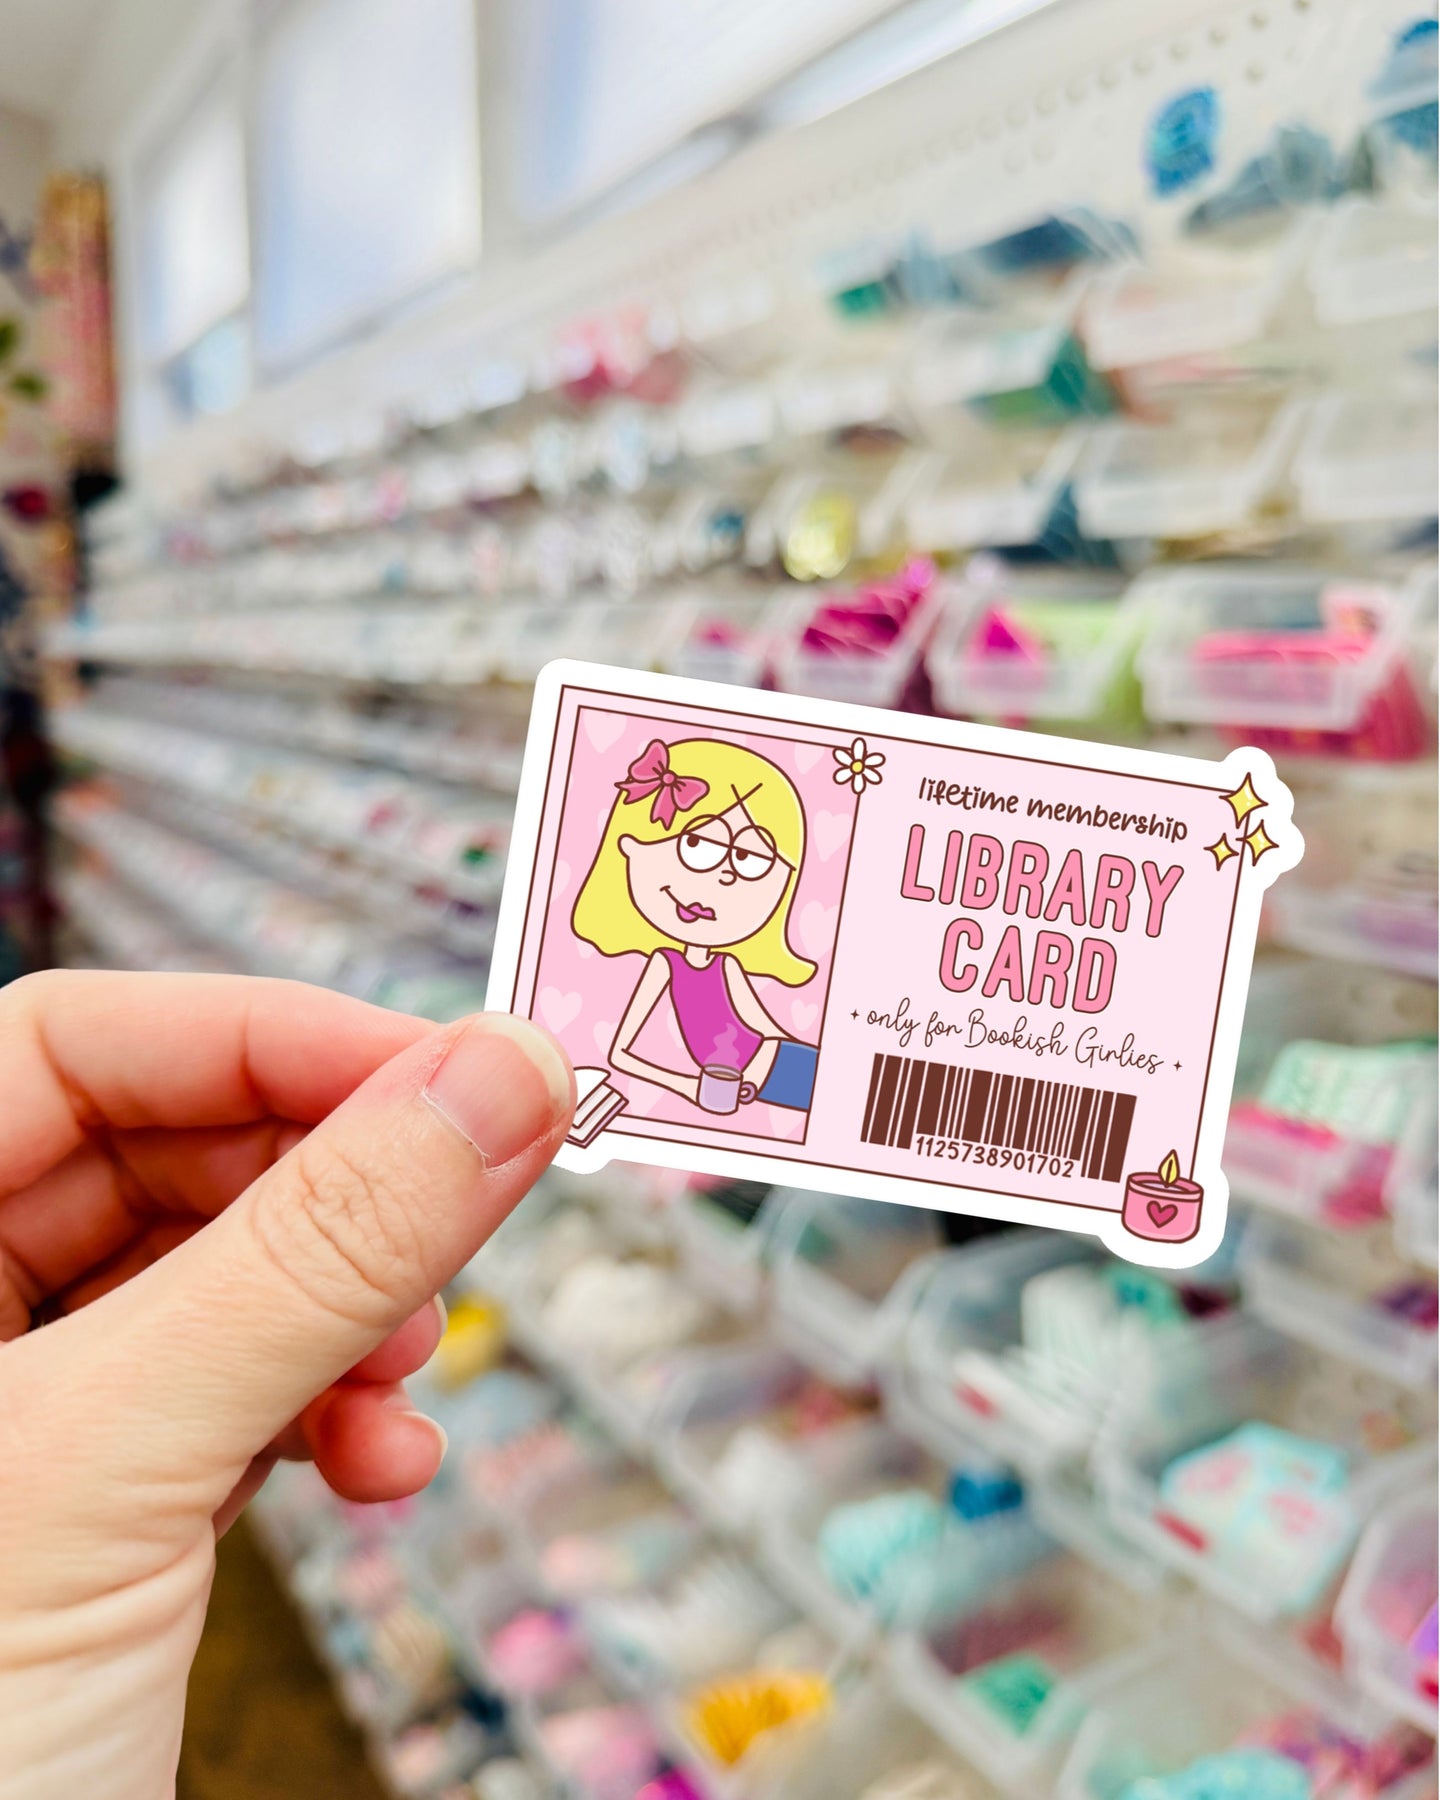 lifetime membership
LIBRARY
CARD
only for Bookish Girlies
1125738901702